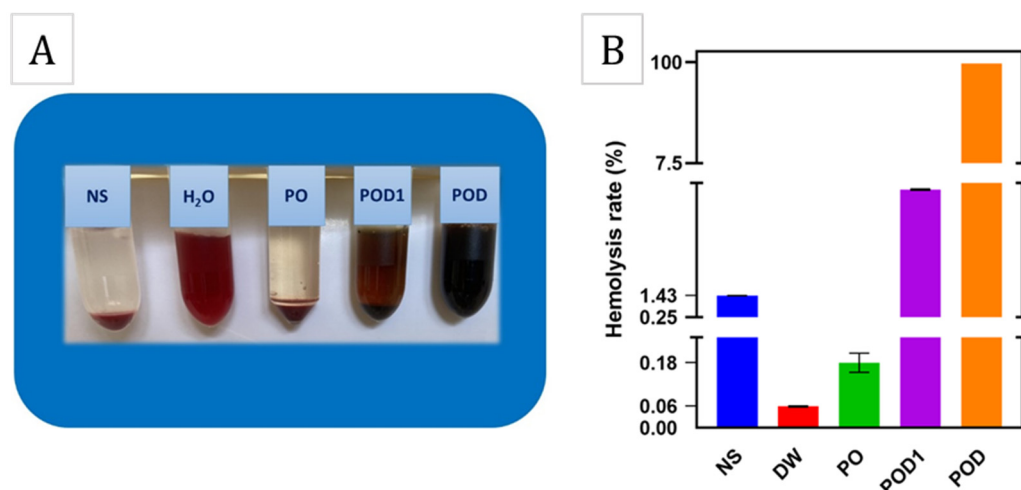 A
NS
H₂O
PO
POD1
POD
B
Hemolysis rate (%)
100
7.5
1.43
0.25
0.18
0.06
0.00
NS
DW
PO
POD1
POD